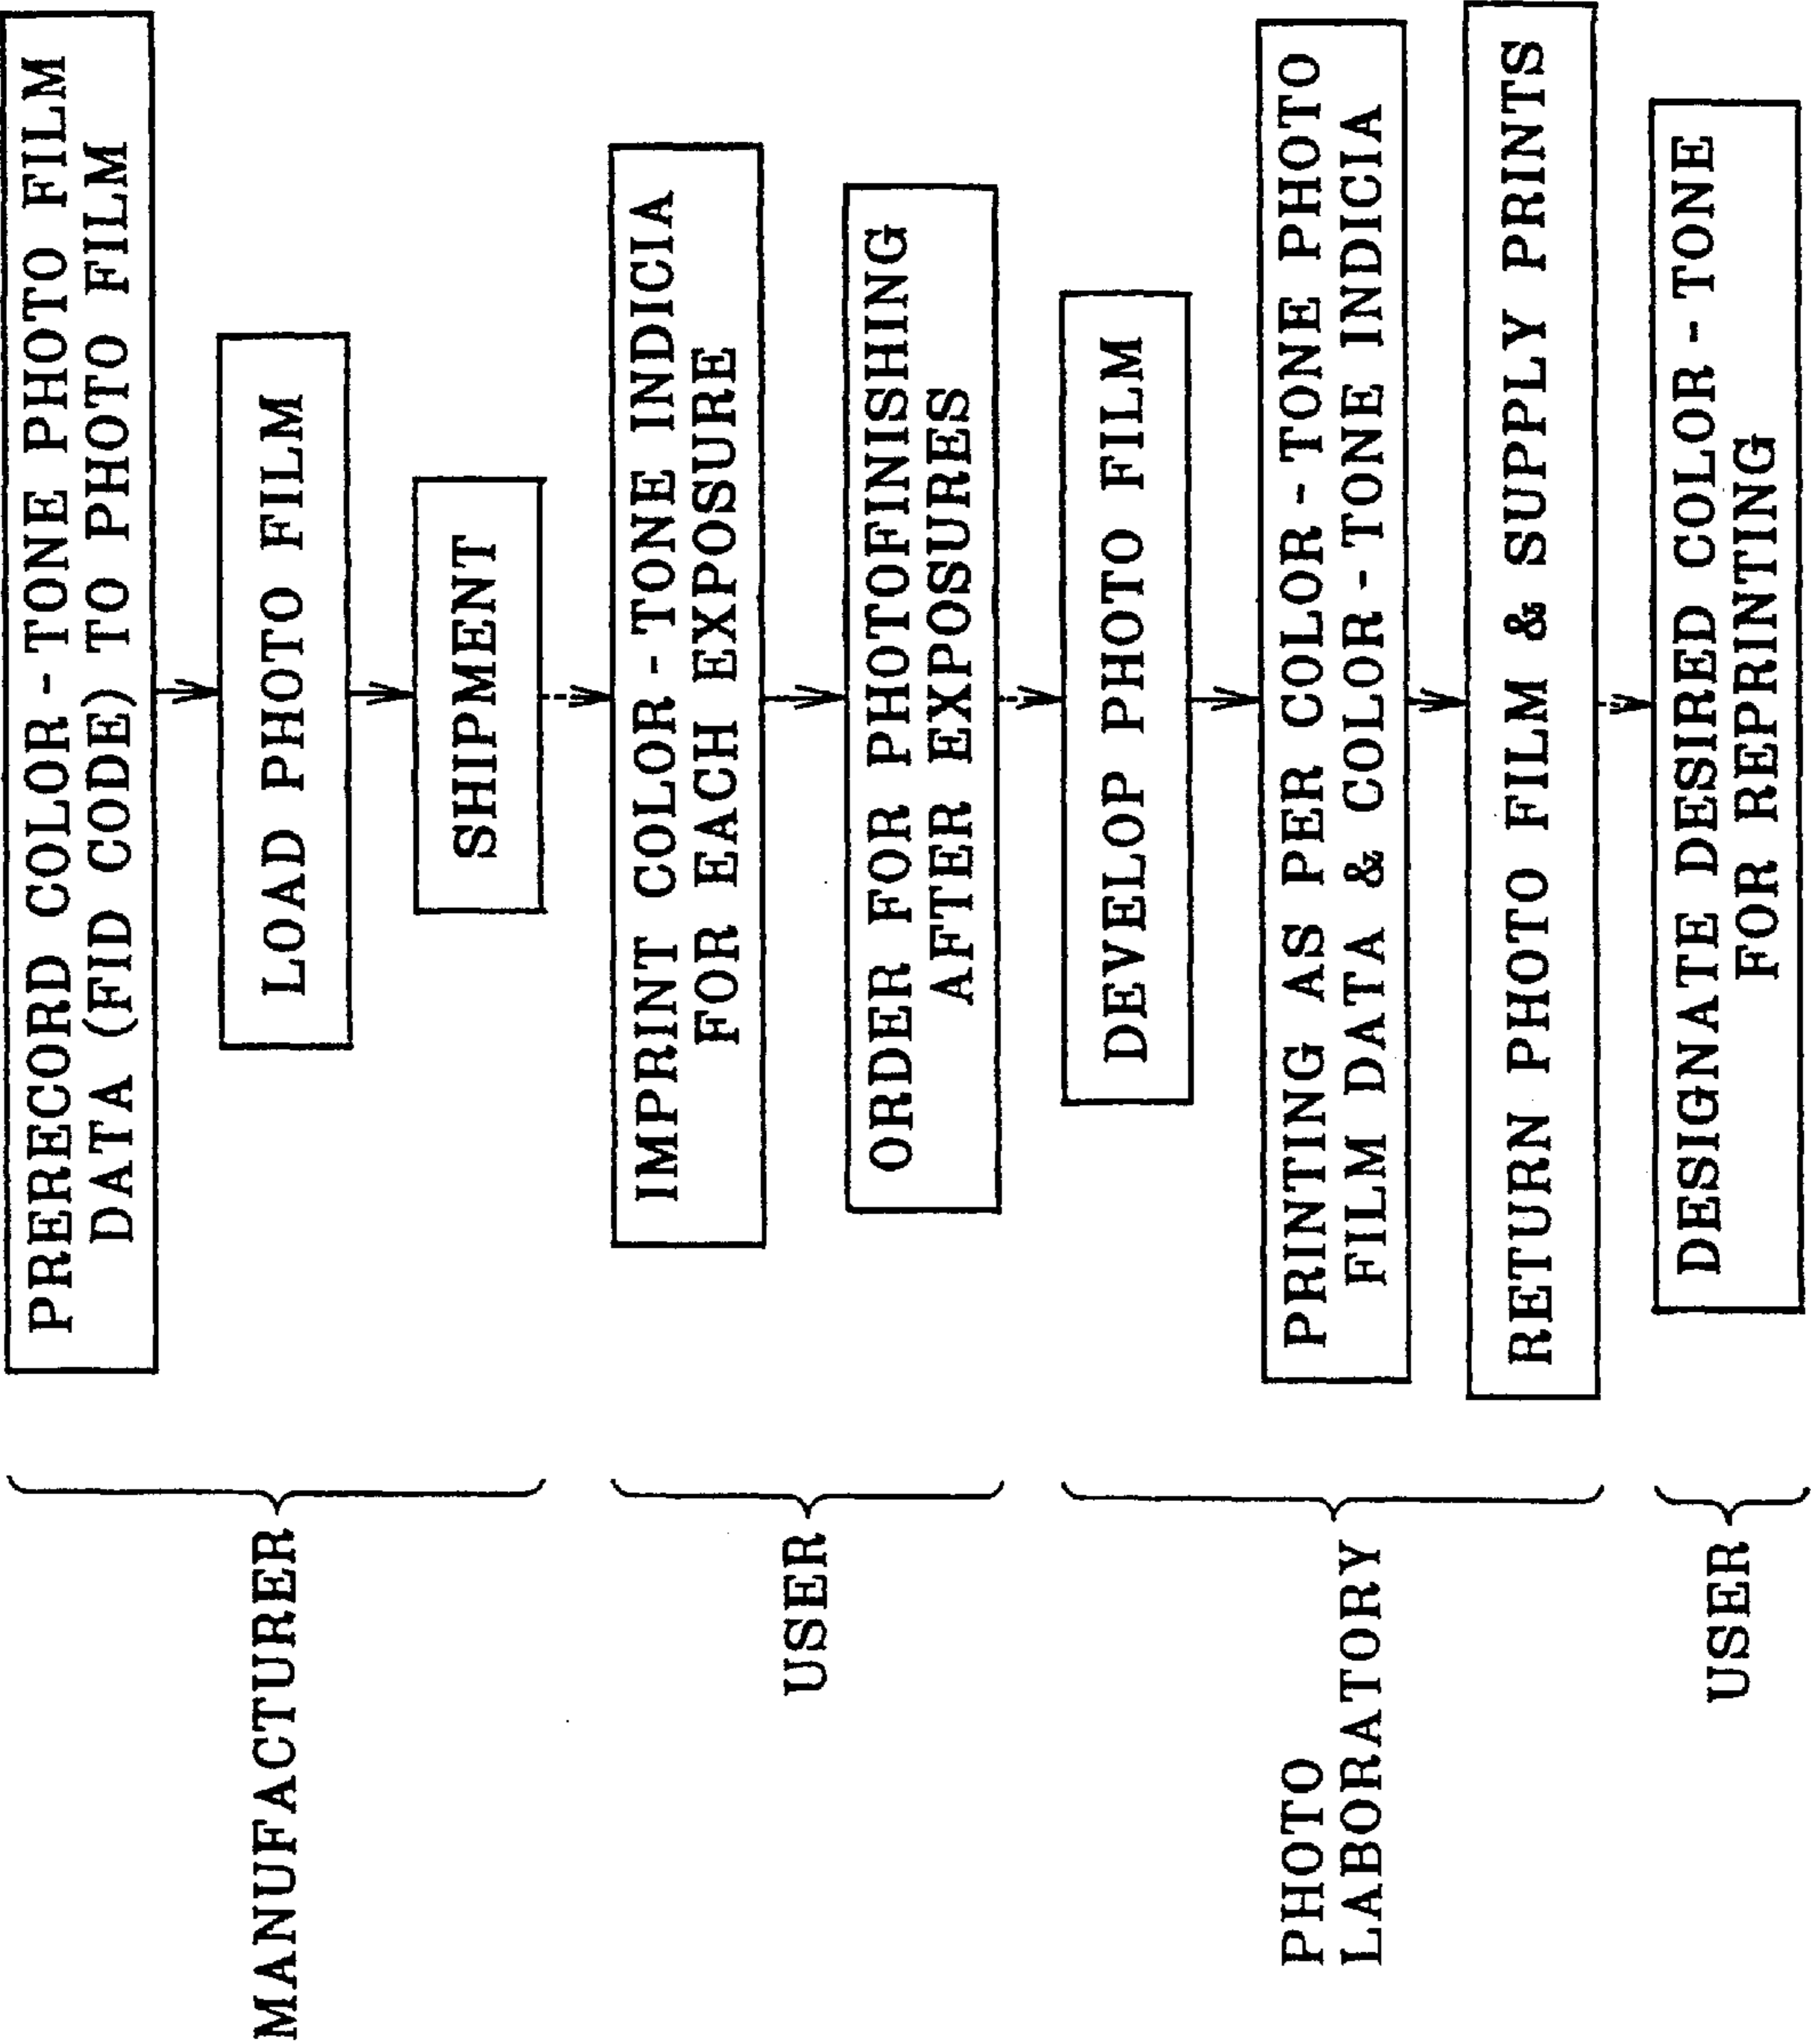 MANUFACTURER
PRERECORD COLOR-TONE PHOTO FILM
DATA (FID CODE) TO PHOTO FILM
LOAD PHOTO FILM
SHIPMENT
USER
IMPRINT COLOR-TONE INDICIA
FOR EACH EXPOSURE
ORDER FOR PHOTOFINISHING
AFTER EXPOSURES
PHOTO
LABORATORY
DEVELOP PHOTO FILM
PRINTING AS PER COLOR-TONE PHOTO
FILM DATA & COLOR-TONE INDICIA
RETURN PHOTO FILM & SUPPLY PRINTS
USER
DESIGNATE DESIRED COLOR-TONE
FOR REPRINTING